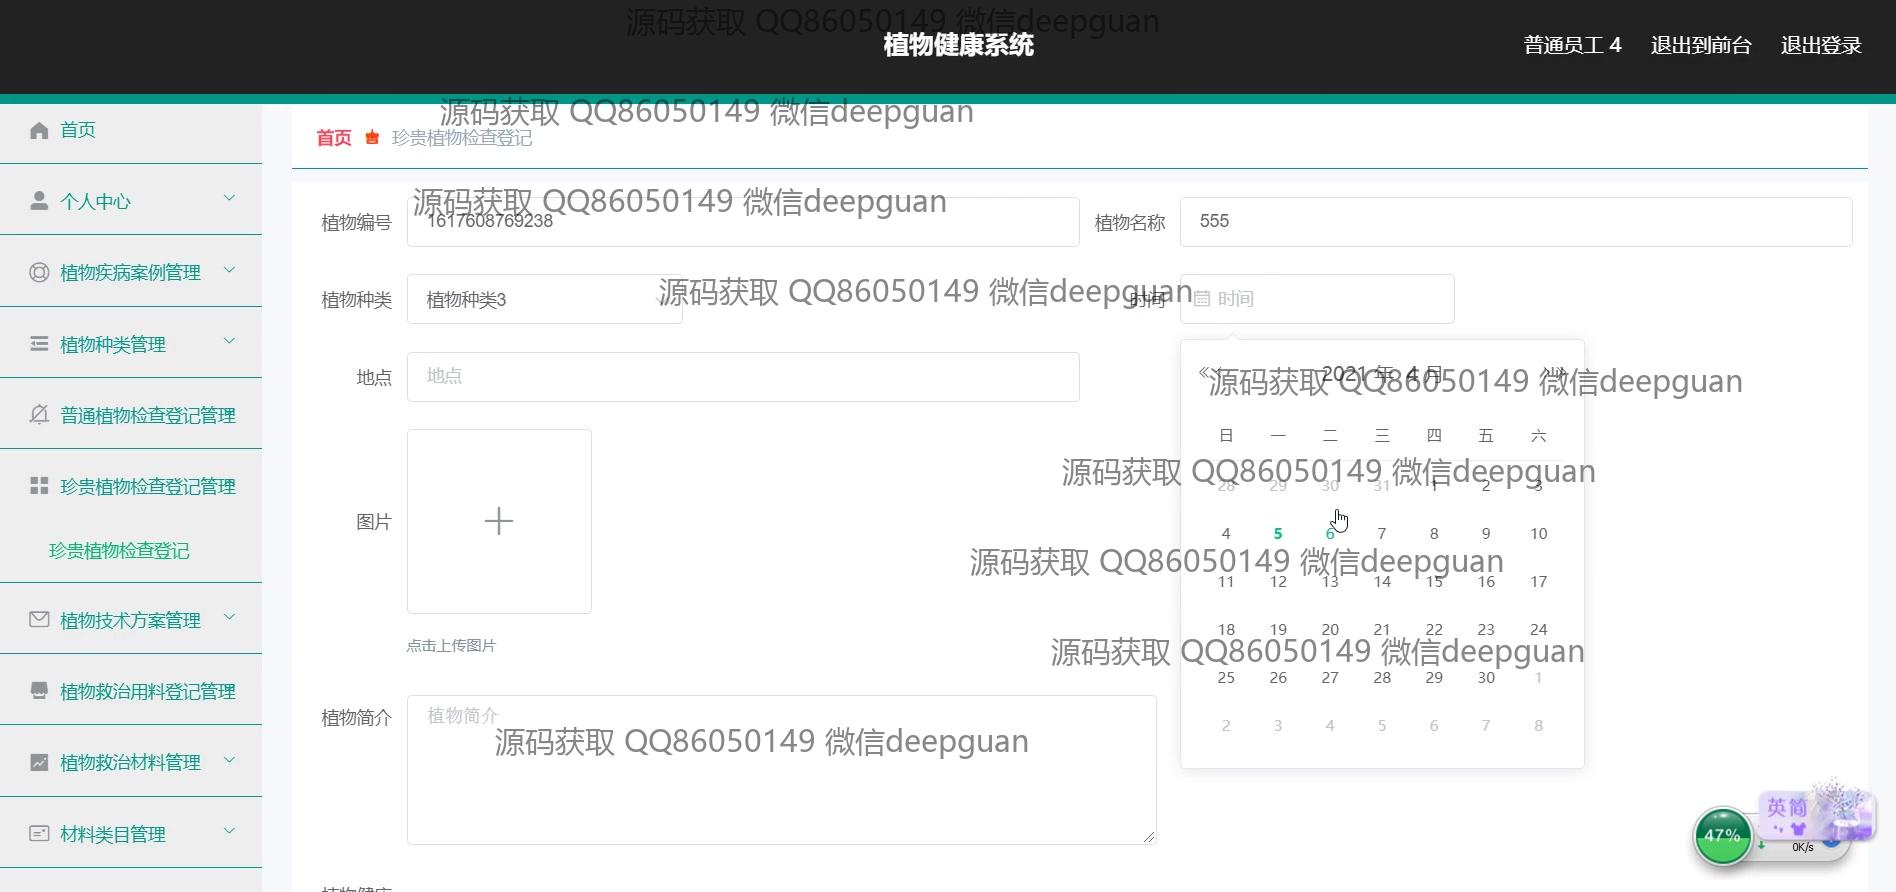 源码获取 QQ86050149 微信deepguan
植物健康系统
普通员工 4 退出到前台 退出登录
源码获取 QQ86050149 微信deepguan
首页
首页 珍贵植物检查登记
源码获取 QQ86050149 微信deepguan
个人中心
植物编号 1617608769238 植物名称 555
植物疾病案例管理
源码获取 QQ86050149 微信deepguan
植物种类 植物种类3 时间 时间
植物种类管理
地点 地点
2021 年 4 月
源码获取 QQ86050149 微信deepguan
普通植物检查登记管理
日 一 二 三 四 五 六
源码获取 QQ86050149 微信deepguan
珍贵植物检查登记管理
28 29 30 31 1 2 3
图片
4 5 6 7 8 9 10
珍贵植物检查登记
源码获取 QQ86050149 微信deepguan
11 12 13 14 15 16 17
植物技术方案管理
18 19 20 21 22 23 24
点击上传图片
源码获取 QQ86050149 微信deepguan
25 26 27 28 29 30 1
植物救治用料登记管理
植物简介 植物简介
2 3 4 5 6 7 8
源码获取 QQ86050149 微信deepguan
植物救治材料管理
英简
材料类目管理
47%
0K/s